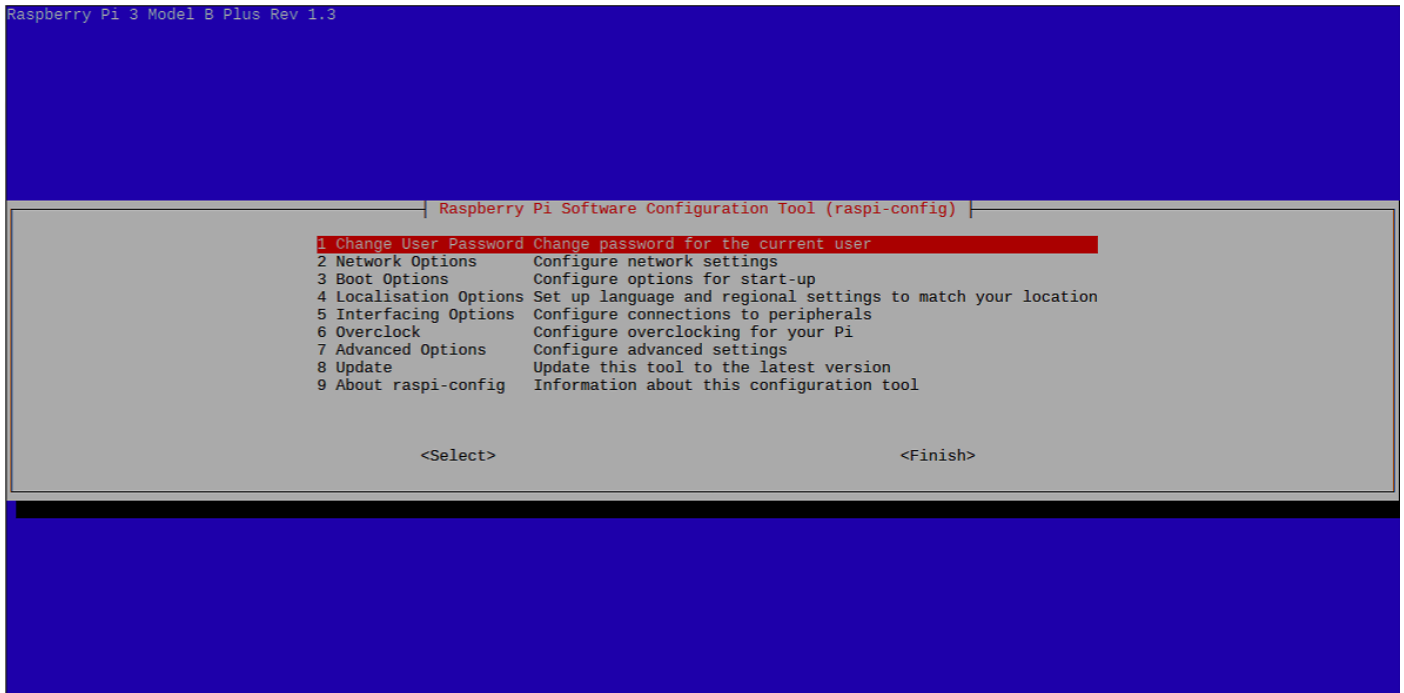 Raspberry Pi 3 Model B Plus Rev 1.3
Raspberry Pi Software Configuration Tool (raspi-config)
1 Change User Password Change password for the current user
2 Network Options Configure network settings
3 Boot Options Configure options for start-up
4 Localisation Options Set up language and regional settings to match your location
5 Interfacing Options Configure connections to peripherals
6 Overclock Configure overclocking for your Pi
7 Advanced Options Configure advanced settings
8 Update Update this tool to the latest version
9 About raspi-config Information about this configuration tool
<Select> <Finish>